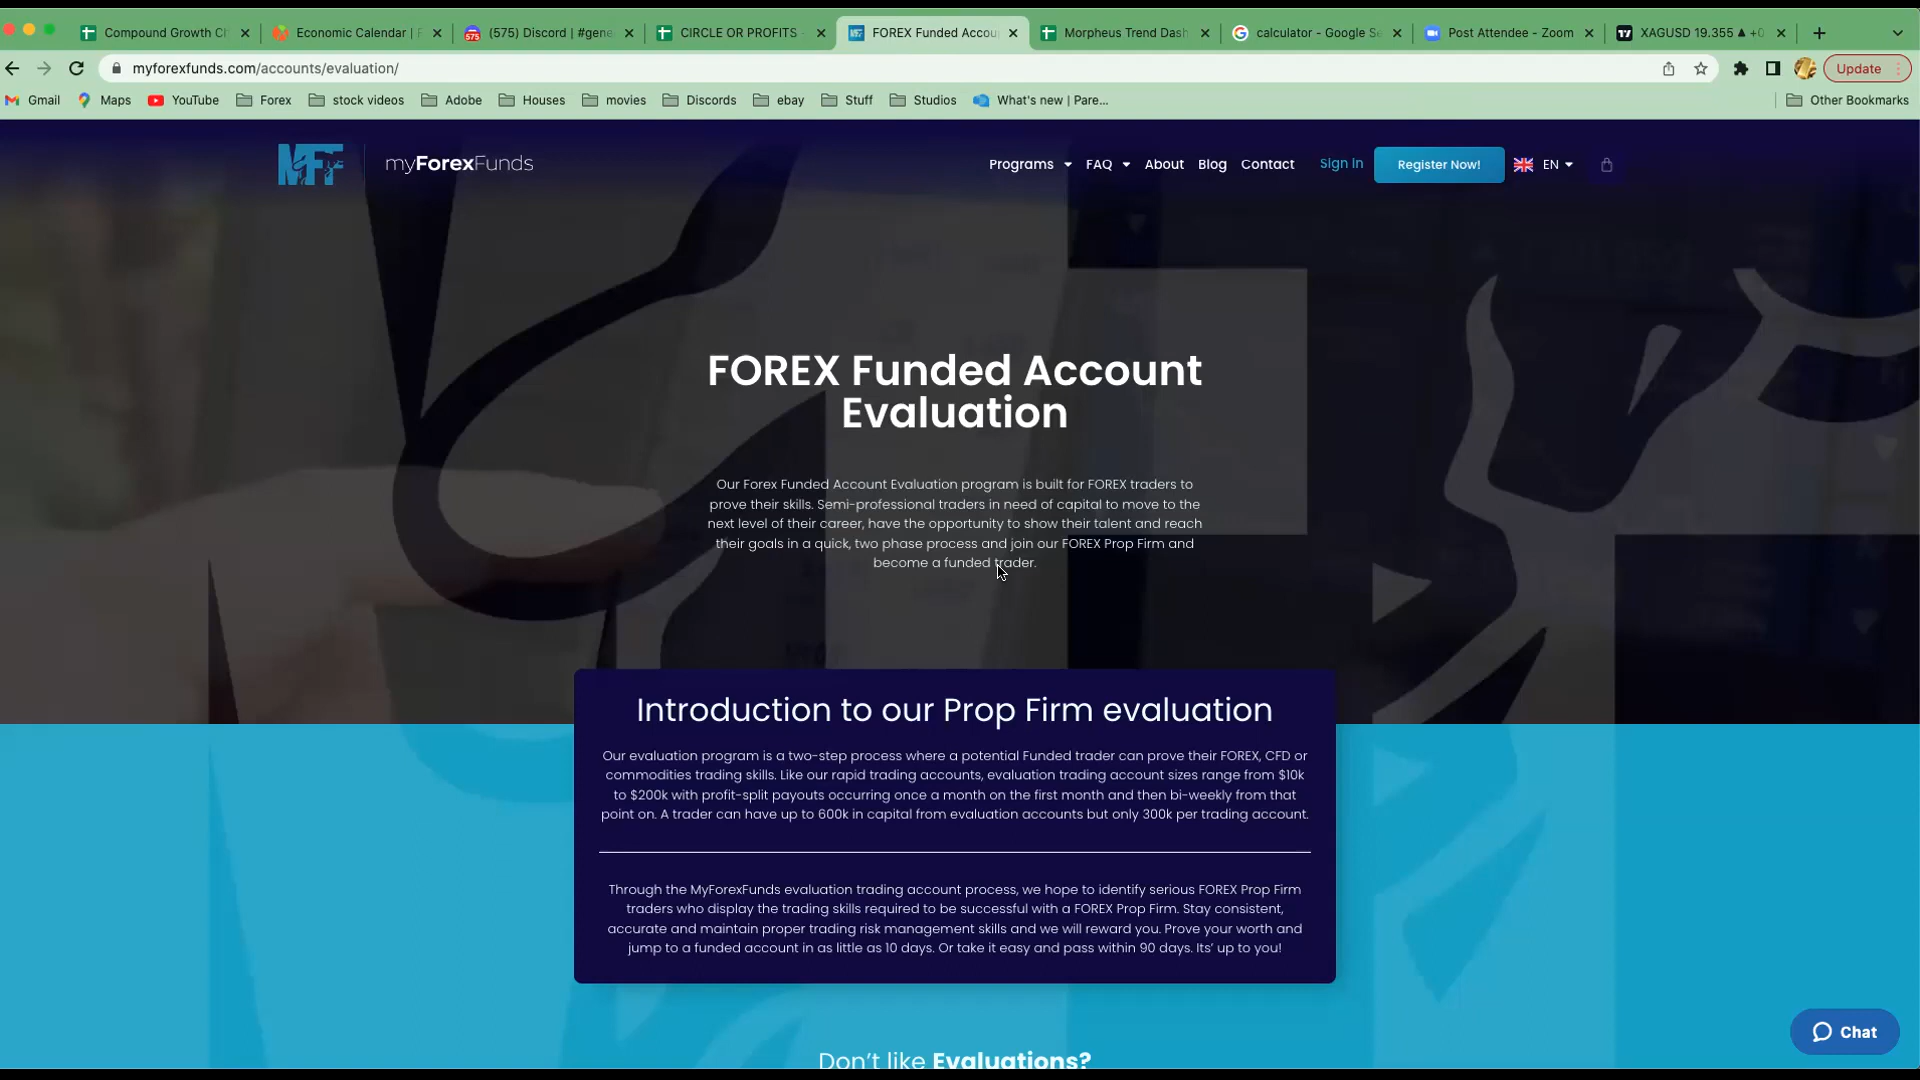 Compound Growth C
Economic Calendar | F
(575) Discord | #gene
CIRCLE OR PROFITS -
FOREX Funded Accou
Morpheus Trend Dash
calculator - Google Se
Post Attendee - Zoom
XAGUSD 19.355 ▲ +0
myforexfunds.com/accounts/evaluation/
Update
Gmail
Maps
YouTube
Forex
stock videos
Adobe
Houses
movies
Discords
ebay
Stuff
Studios
What's new | Pare...
Other Bookmarks
MFF
myForexFunds
Programs
FAQ
About
Blog
Contact
Sign In
Register Now!
EN
FOREX Funded Account
Evaluation
Our Forex Funded Account Evaluation program is built for FOREX traders to
prove their skills. Semi-professional traders in need of capital to move to the
next level of their career, have the opportunity to show their talent and reach
their goals in a quick, two phase process and join our FOREX Prop Firm and
become a funded trader.
Introduction to our Prop Firm evaluation
Our evaluation program is a two-step process where a potential Funded trader can prove their FOREX, CFD or
commodities trading skills. Like our rapid trading accounts, evaluation trading account sizes range from $10k
to $200k with profit-split payouts occurring once a month on the first month and then bi-weekly from that
point on. A trader can have up to 600k in capital from evaluation accounts but only 300k per trading account.
Through the MyForexFunds evaluation trading account process, we hope to identify serious FOREX Prop Firm
traders who display the trading skills required to be successful with a FOREX Prop Firm. Stay consistent,
accurate and maintain proper trading risk management skills and we will reward you. Prove your worth and
jump to a funded account in as little as 10 days. Or take it easy and pass within 90 days. Its' up to you!
Don't like Evaluations?
Chat